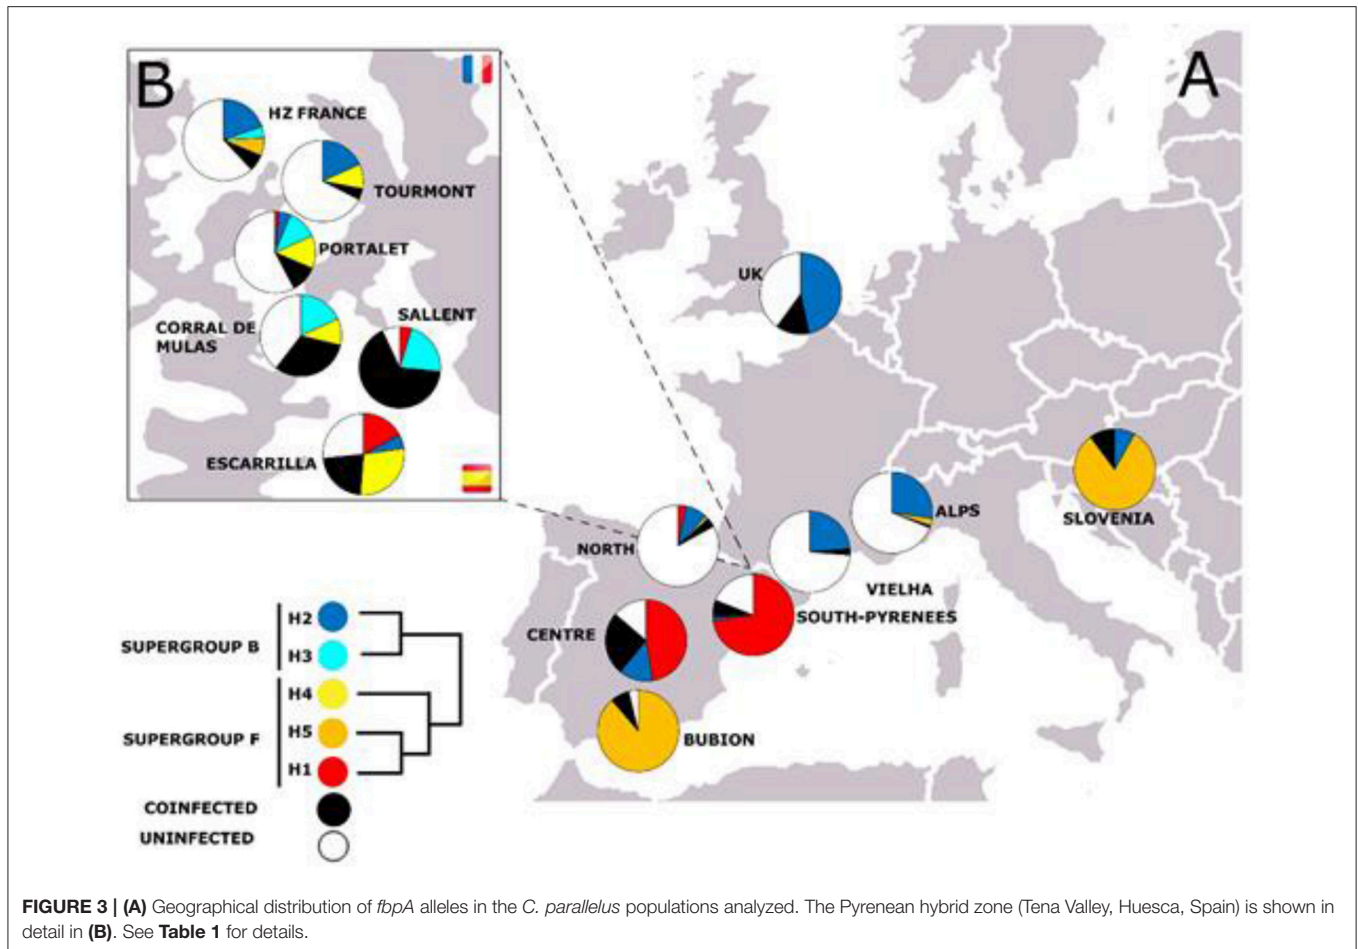 B
A
HZ FRANCE
TOURMONT
PORTALET
CORRAL DE
MULAS
SALLENT
ESCARRILLA
UK
SLOVENIA
ALPS
NORTH
VIELHA
SOUTH-PYRENEES
CENTRE
BUBION
SUPERGROUP B
H2
H3
SUPERGROUP F
H4
H5
H1
COINFECTED
UNINFECTED
FIGURE 3 | (A) Geographical distribution of fbpA alleles in the C. parallelus populations analyzed. The Pyrenean hybrid zone (Tena Valley, Huesca, Spain) is shown in
detail in (B). See Table 1 for details.